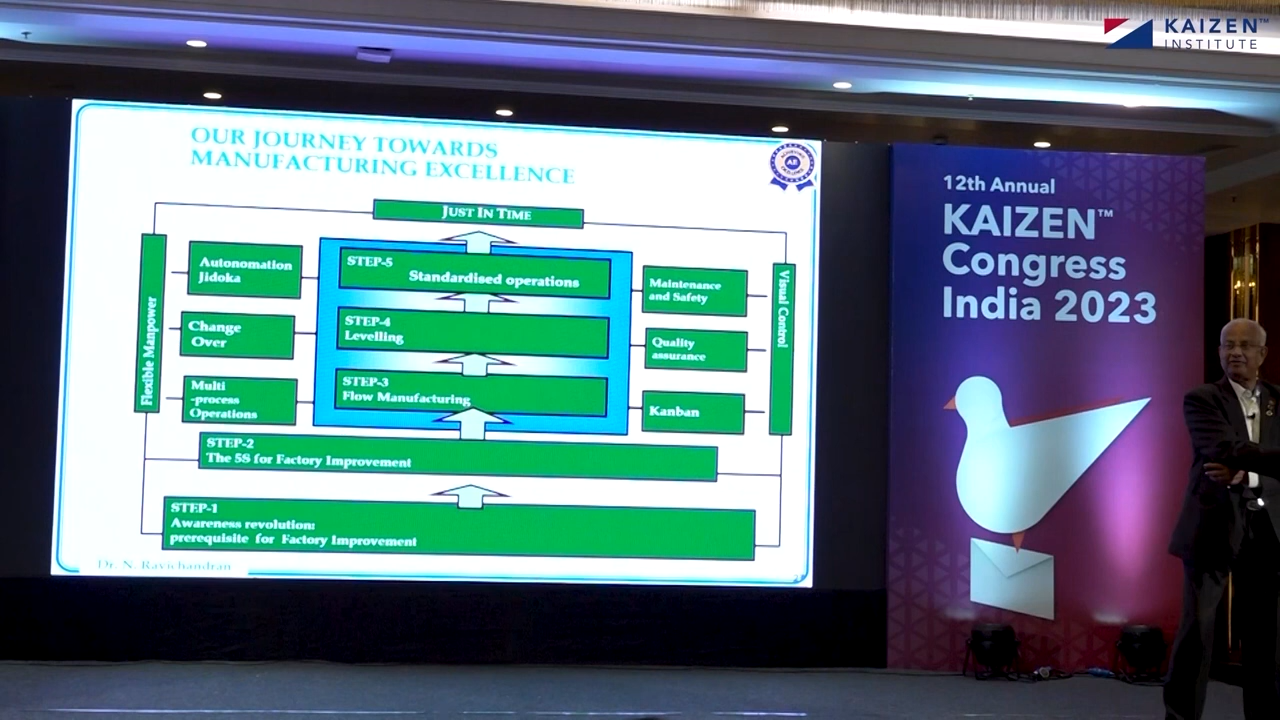 KAIZEN™
INSTITUTE
OUR JOURNEY TOWARDS
MANUFACTURING EXCELLENCE
AE
JUST IN TIME
Flexible Manpower
Autonomation
Jidoka
Change
Over
Multi
-process
Operations
STEP-5
Standardised operations
STEP-4
Levelling
STEP-3
Flow Manufacturing
Maintenance
and Safety
Quality
assurance
Kanban
Visual Control
STEP-2
The 5S for Factory Improvement
STEP-1
Awareness revolution:
prerequisite for Factory Improvement
Dr. N. Ravichandran
12th Annual
KAIZEN™
Congress
India 2023